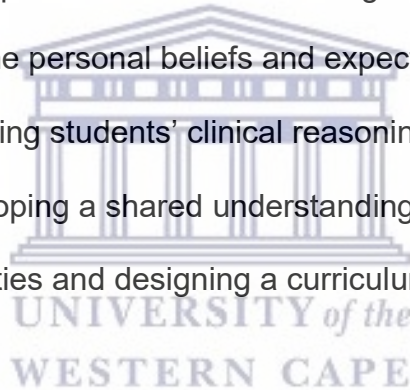 e personal beliefs and expec
ing students’ clinical reasonin
oping a shared understanding
ties and designing a curriculu
UNIVERSITY of the
WESTERN CAPE